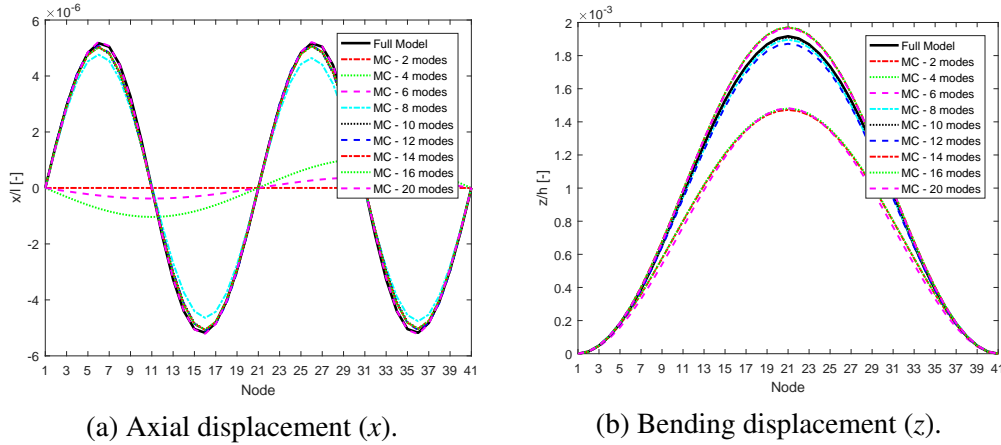 ×10⁻⁶
6
4
2
0
-2
-4
-6
x/l [-]
1 3 5 7 9 11 13 15 17 19 21 23 25 27 29 31 33 35 37 39 41
Node
Full Model
MC - 2 modes
MC - 4 modes
MC - 6 modes
MC - 8 modes
MC - 10 modes
MC - 12 modes
MC - 14 modes
MC - 16 modes
MC - 20 modes
(a) Axial displacement (x).
×10⁻³
2
1.8
1.6
1.4
1.2
1
0.8
0.6
0.4
0.2
0
z/h [-]
1 3 5 7 9 11 13 15 17 19 21 23 25 27 29 31 33 35 37 39 41
Node
Full Model
MC - 2 modes
MC - 4 modes
MC - 6 modes
MC - 8 modes
MC - 10 modes
MC - 12 modes
MC - 14 modes
MC - 16 modes
MC - 20 modes
(b) Bending displacement (z).